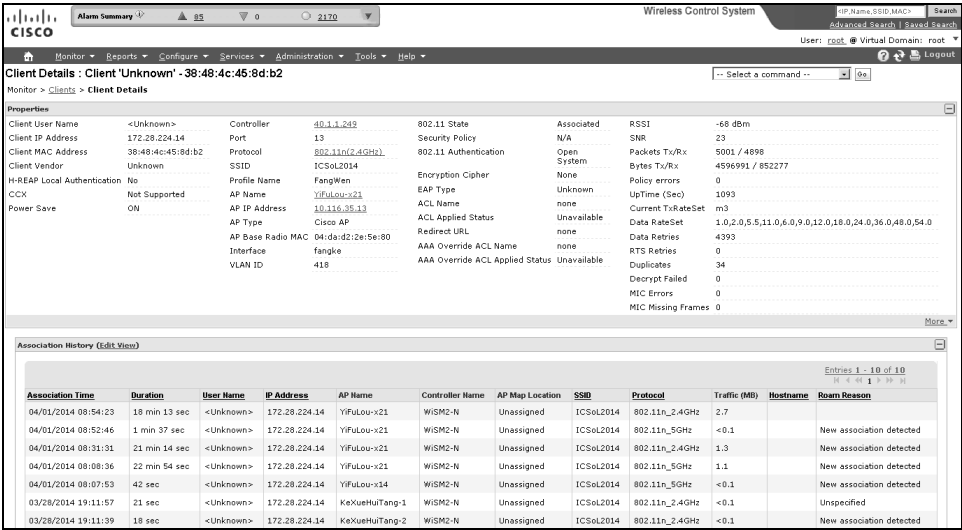 Alarm Summary 85 0 2170
Wireless Control System
<IP,Name,SSID,MAC> Search
Advanced Search | Saved Search
CISCO
User: root @ Virtual Domain: root
Monitor Reports Configure Services Administration Tools Help
Logout
Client Details : Client 'Unknown' - 38:48:4c:45:8d:b2
-- Select a command -- Go
Monitor > Clients > Client Details
Properties
Client User Name <Unknown>
Client IP Address 172.28.224.14
Client MAC Address 38:48:4c:45:8d:b2
Client Vendor Unknown
H-REAP Local Authentication No
CCX Not Supported
Power Save ON
Controller 40.1.1.249
Port 13
Protocol 802.11n(2.4GHz)
SSID ICSoL2014
Profile Name FangWen
AP Name YiFuLou-x21
AP IP Address 10.116.35.13
AP Type Cisco AP
AP Base Radio MAC 04:da:d2:2e:5e:80
Interface fangke
VLAN ID 418
802.11 State Associated
Security Policy N/A
802.11 Authentication Open System
Encryption Cipher None
EAP Type Unknown
ACL Name none
ACL Applied Status Unavailable
Redirect URL none
AAA Override ACL Name none
AAA Override ACL Applied Status Unavailable
RSSI -68 dBm
SNR 23
Packets Tx/Rx 5001 / 4898
Bytes Tx/Rx 4596991 / 852277
Policy errors 0
UpTime (Sec) 1093
Current TxRateSet m3
Data RateSet 1.0,2.0,5.5,11.0,6.0,9.0,12.0,18.0,24.0,36.0,48.0,54.0
Data Retries 4393
RTS Retries 0
Duplicates 34
Decrypt Failed 0
MIC Errors 0
MIC Missing Frames 0
More
Association History (Edit View)
Entries 1 - 10 of 10
1
Association Time Duration User Name IP Address AP Name Controller Name AP Map Location SSID Protocol Traffic (MB) Hostname Roam Reason
04/01/2014 08:54:23 18 min 13 sec <Unknown> 172.28.224.14 YiFuLou-x21 WiSM2-N Unassigned ICSoL2014 802.11n_2.4GHz 2.7
04/01/2014 08:52:46 1 min 37 sec <Unknown> 172.28.224.14 YiFuLou-x21 WiSM2-N Unassigned ICSoL2014 802.11n_5GHz <0.1 New association detected
04/01/2014 08:31:31 21 min 14 sec <Unknown> 172.28.224.14 YiFuLou-x21 WiSM2-N Unassigned ICSoL2014 802.11n_2.4GHz 1.3 New association detected
04/01/2014 08:08:36 22 min 54 sec <Unknown> 172.28.224.14 YiFuLou-x21 WiSM2-N Unassigned ICSoL2014 802.11n_5GHz 1.1 New association detected
04/01/2014 08:07:53 42 sec <Unknown> 172.28.224.14 YiFuLou-x14 WiSM2-N Unassigned ICSoL2014 802.11n_5GHz <0.1 New association detected
03/28/2014 19:11:57 21 sec <Unknown> 172.28.224.14 KeXueHuiTang-1 WiSM2-N Unassigned ICSoL2014 802.11n_2.4GHz <0.1 Unspecified
03/28/2014 19:11:39 18 sec <Unknown> 172.28.224.14 KeXueHuiTang-2 WiSM2-N Unassigned ICSoL2014 802.11n_2.4GHz <0.1 New association detected